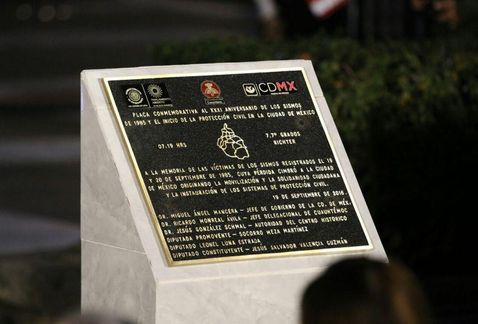 CDMX
PLACA CONMEMORATIVA AL XXXI ANIVERSARIO DE LOS SISMOS
DE 1985 Y EL INICIO DE LA PROTECCIÓN CIVIL EN LA CIUDAD DE MÉXICO
07.19 HRS
7.7° GRADOS
RICHTER
A LA MEMORIA DE LAS VÍCTIMAS DE LOS SISMOS REGISTRADOS EL 19
Y 20 DE SEPTIEMBRE DE 1985, CUYA PÉRDIDA CIMBRÓ A LA CIUDAD
DE MÉXICO ORIGINANDO LA MOVILIZACIÓN Y LA SOLIDARIDAD CIUDADANA
Y LA INSTAURACIÓN DE LOS SISTEMAS DE PROTECCIÓN CIVIL.
19 DE SEPTIEMBRE DE 2016
DR. MIGUEL ÁNGEL MANCERA - JEFE DE GOBIERNO DE LA CD. DE MÉX.
DR. RICARDO MONREAL ÁVILA - JEFE DELEGACIONAL DE CUAUHTÉMOC
DR. JESÚS GONZÁLEZ SCHMAL - AUTORIDAD DEL CENTRO HISTÓRICO
DIPUTADA PROMOVENTE - SOCORRO MEZA MARTÍNEZ
DIPUTADO LEONEL LUNA ESTRADA
DIPUTADO CONSTITUYENTE - JESÚS SALVADOR VALENCIA GUZMÁN